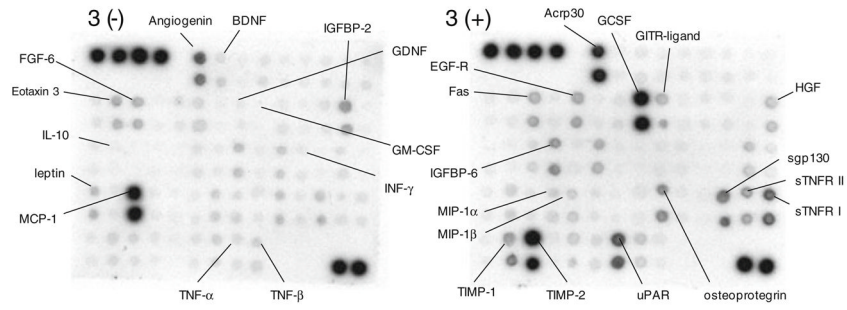 3 (-)
Angiogenin
BDNF
IGFBP-2
GDNF
FGF-6
Eotaxin 3
IL-10
GM-CSF
leptin
INF-γ
MCP-1
TNF-α
TNF-β
3 (+)
Acrp30
GCSF
GITR-ligand
EGF-R
Fas
HGF
sgp130
IGFBP-6
sTNFR II
MIP-1α
sTNFR I
MIP-1β
TIMP-1
TIMP-2
uPAR
osteoprotegrin